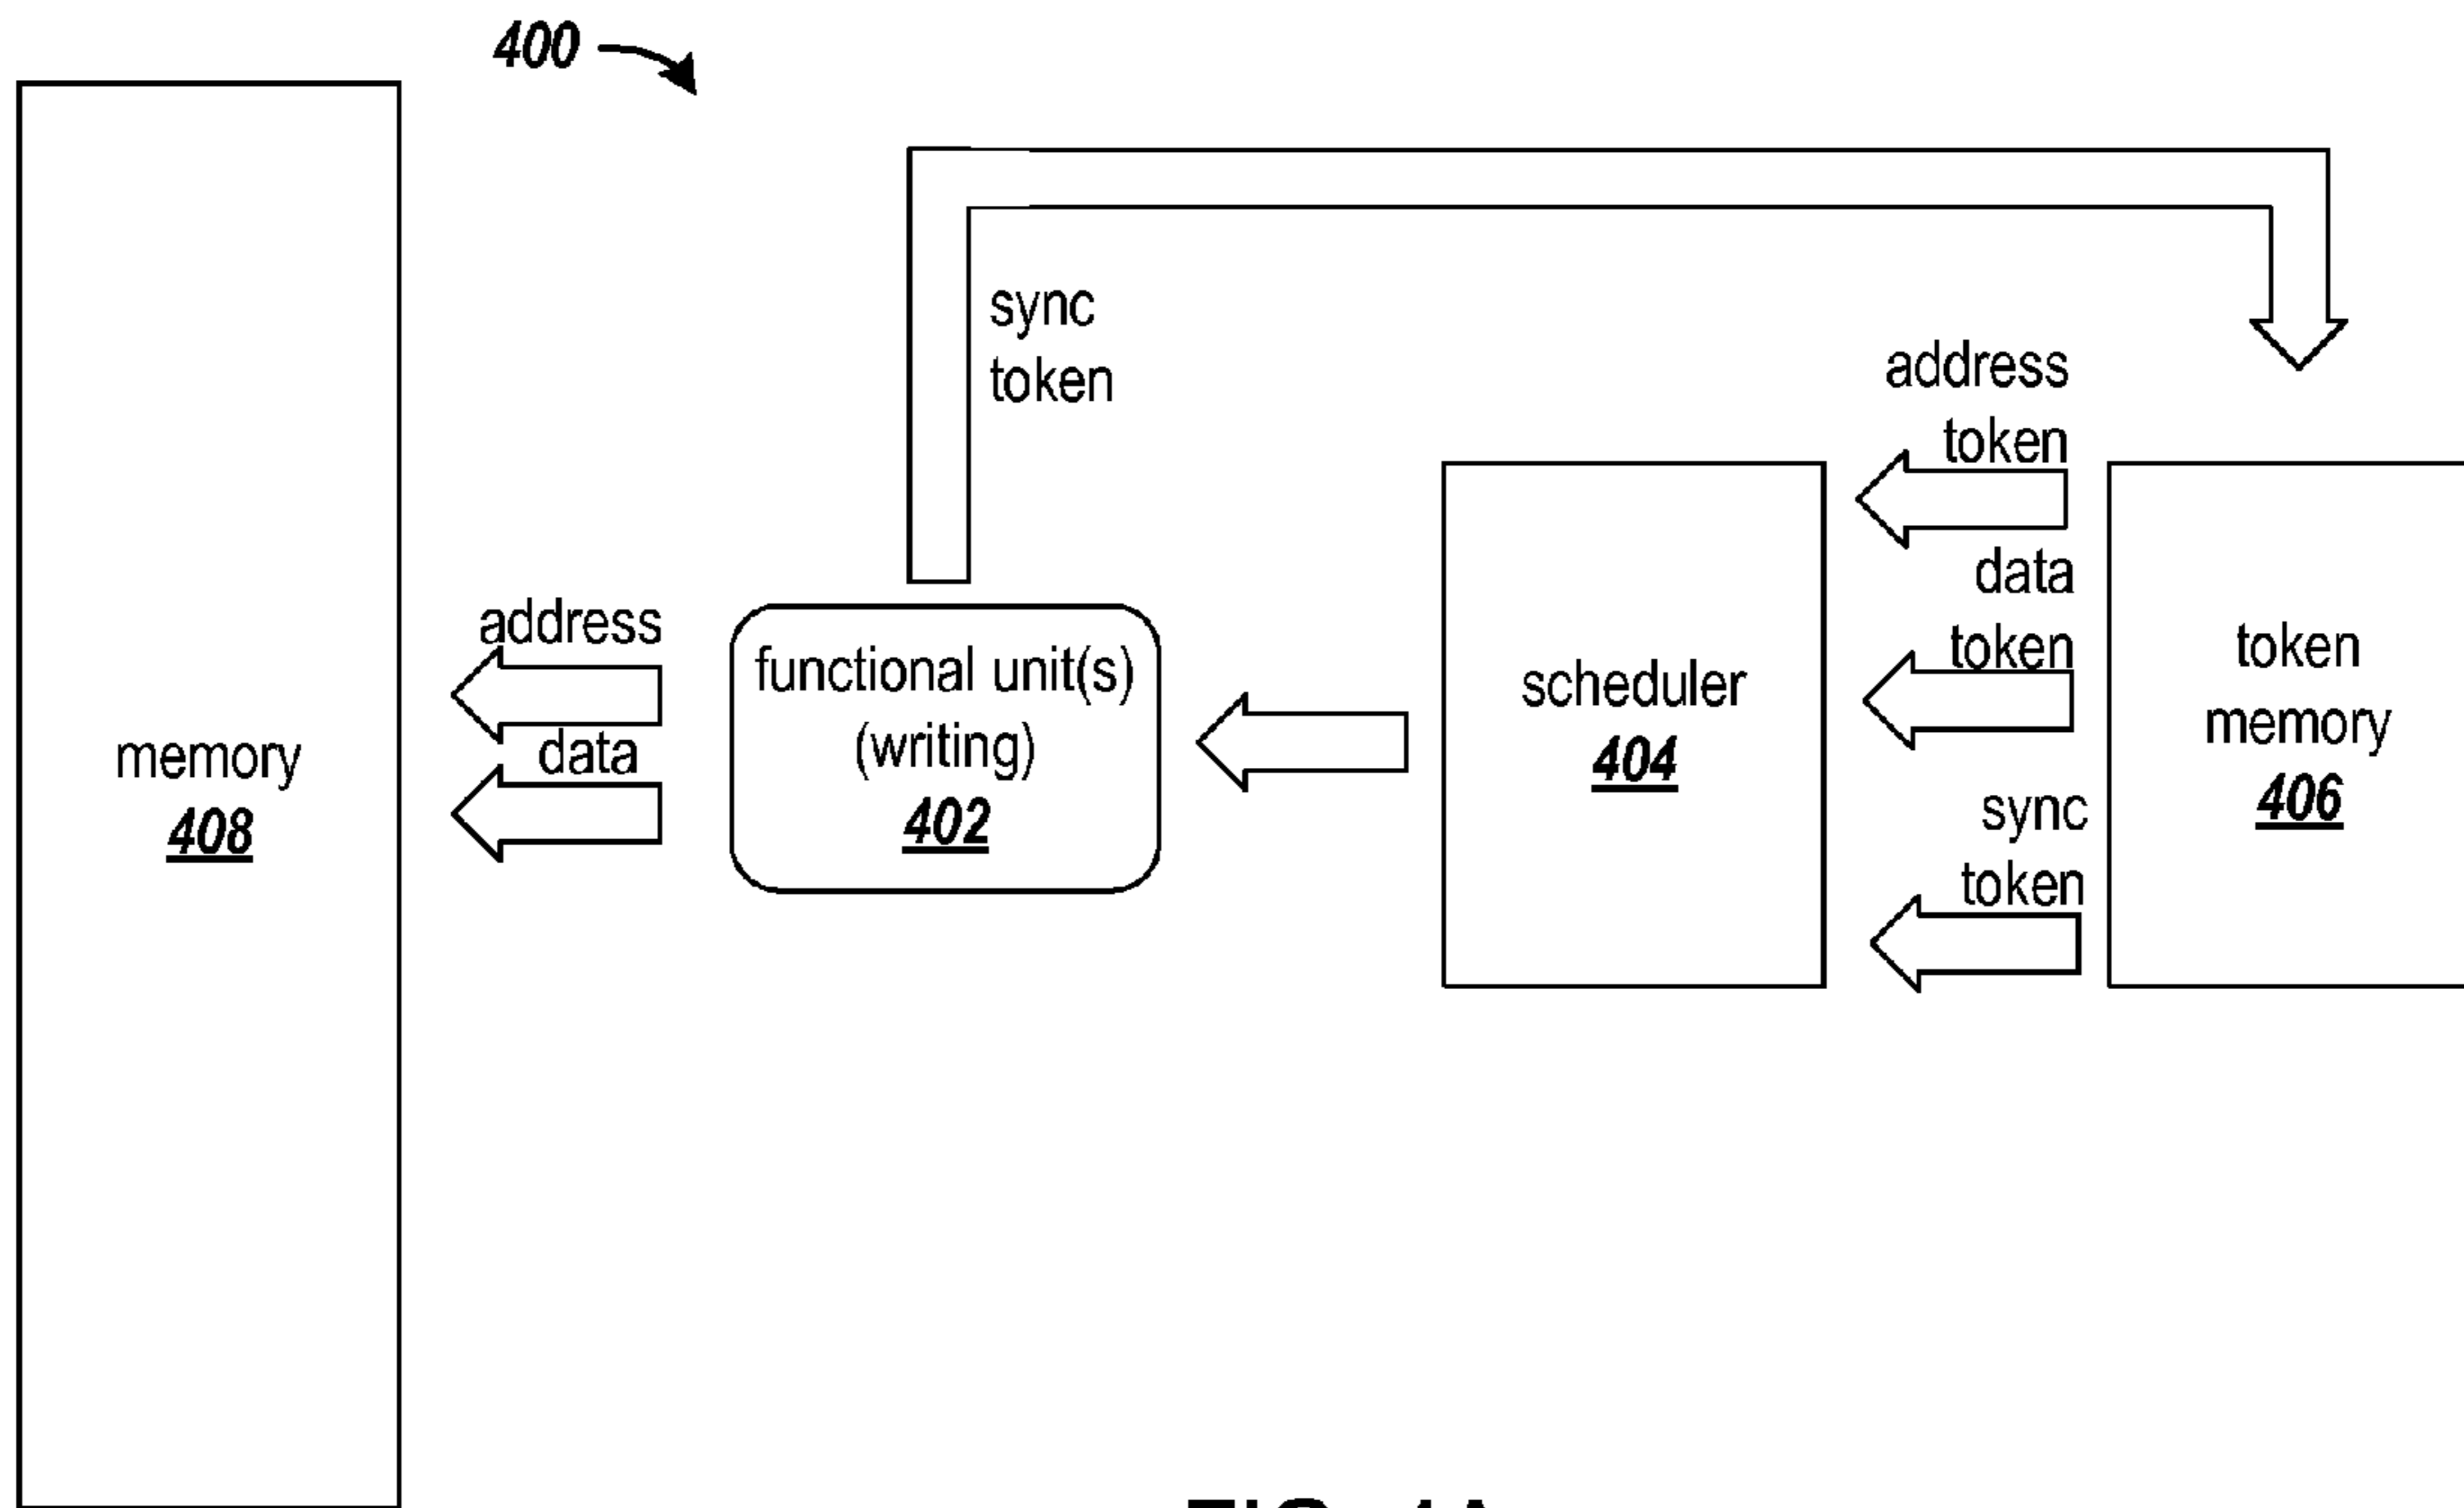 400
sync
token
address
token
data
token
sync
token
address
data
memory
408
functional unit(s)
(writing)
402
scheduler
404
token
memory
406